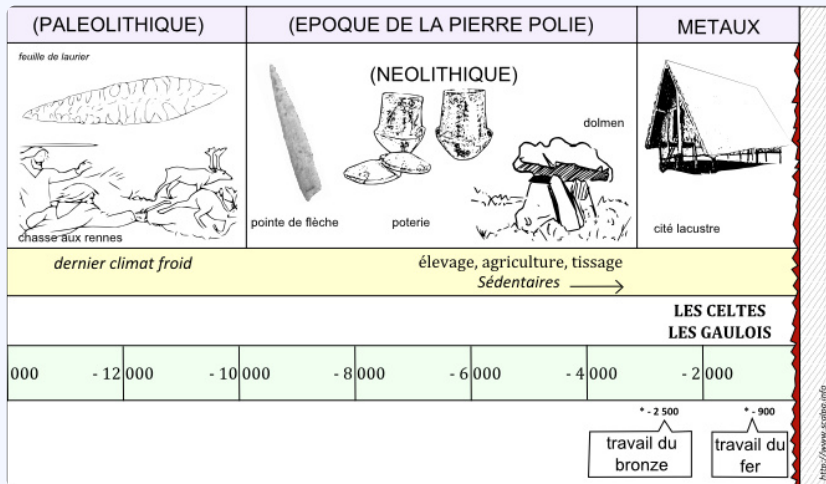 (PALEOLITHIQUE)
(EPOQUE DE LA PIERRE POLIE)
METAUX
feuille de laurier
(NEOLITHIQUE)
dolmen
pointe de flèche
poterie
chasse aux rennes
cité lacustre
dernier climat froid
élevage, agriculture, tissage
Sédentaires
LES CELTES
LES GAULOIS
000
- 12 000
- 10 000
- 8 000
- 6 000
- 4 000
- 2 000
* - 2 500
* - 900
travail du
bronze
travail du
fer
http://www.scalpa.info